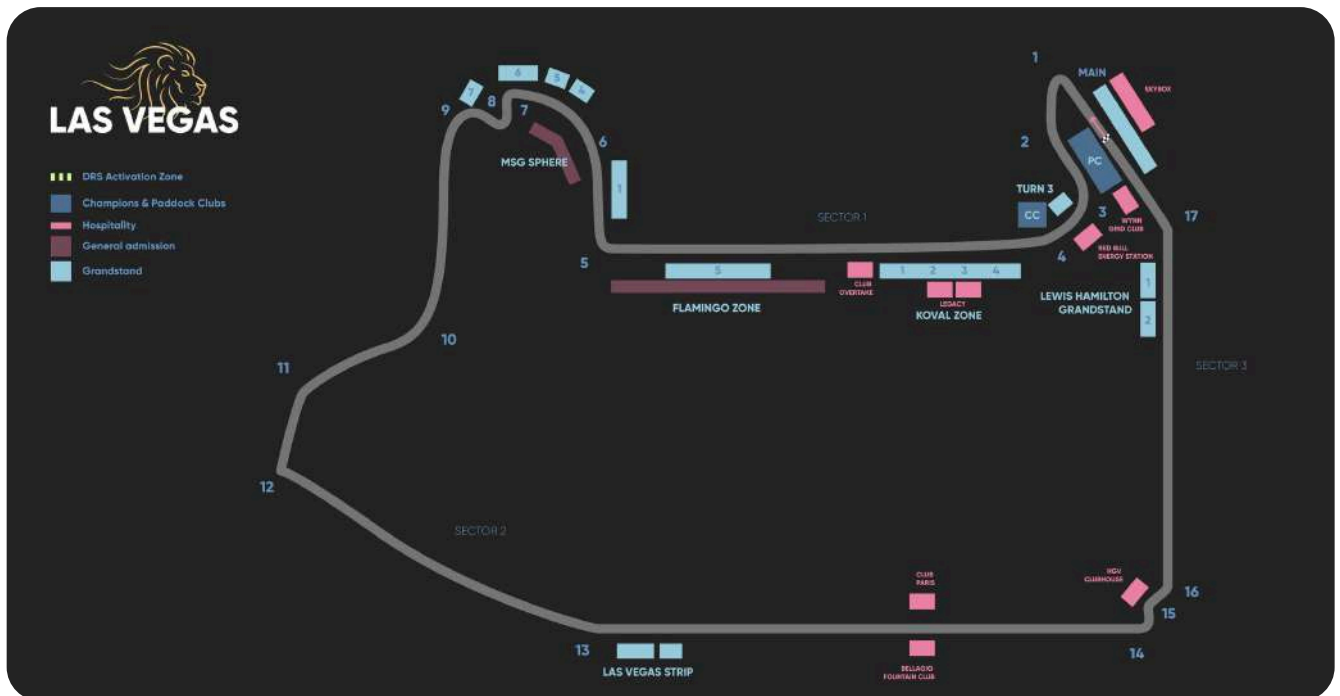 LAS VEGAS
DRS Activation Zone
Champions & Paddock Clubs
Hospitality
General admission
Grandstand
1
MAIN
SKYBOX
2
PC
TURN 3
CC
3
WYNN
GRID CLUB
17
4
RED BULL
ENERGY STATION
9
7
8
6
5
4
7
6
MSG SPHERE
1
SECTOR 1
5
5
FLAMINGO ZONE
CLUB
OVERTAKE
1 2 3 4
LEGACY
KOVAL ZONE
LEWIS HAMILTON
GRANDSTAND
1
2
SECTOR 3
10
11
12
SECTOR 2
CLUB
PARIS
HGV
CLUBHOUSE
16
15
14
13
LAS VEGAS STRIP
BELLAGIO
FOUNTAIN CLUB